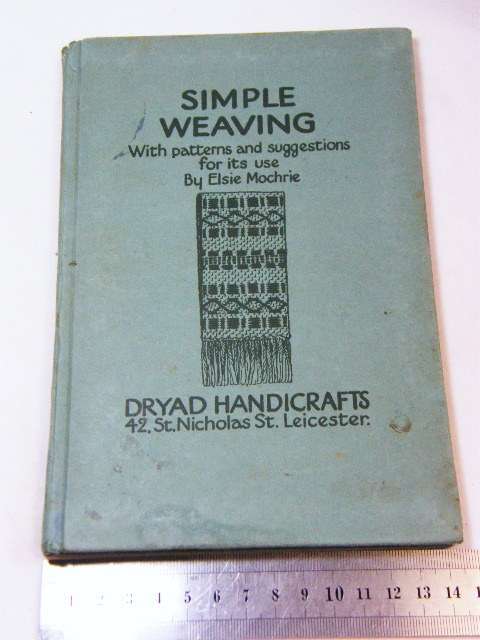 SIMPLE
WEAVING
With patterns and suggestions
for its use
By Elsie Mochrie
DRYAD HANDICRAFTS
42, St. Nicholas St. Leicester.
1 2 3 4 5 6 7 8 9 10 11 12 13 14